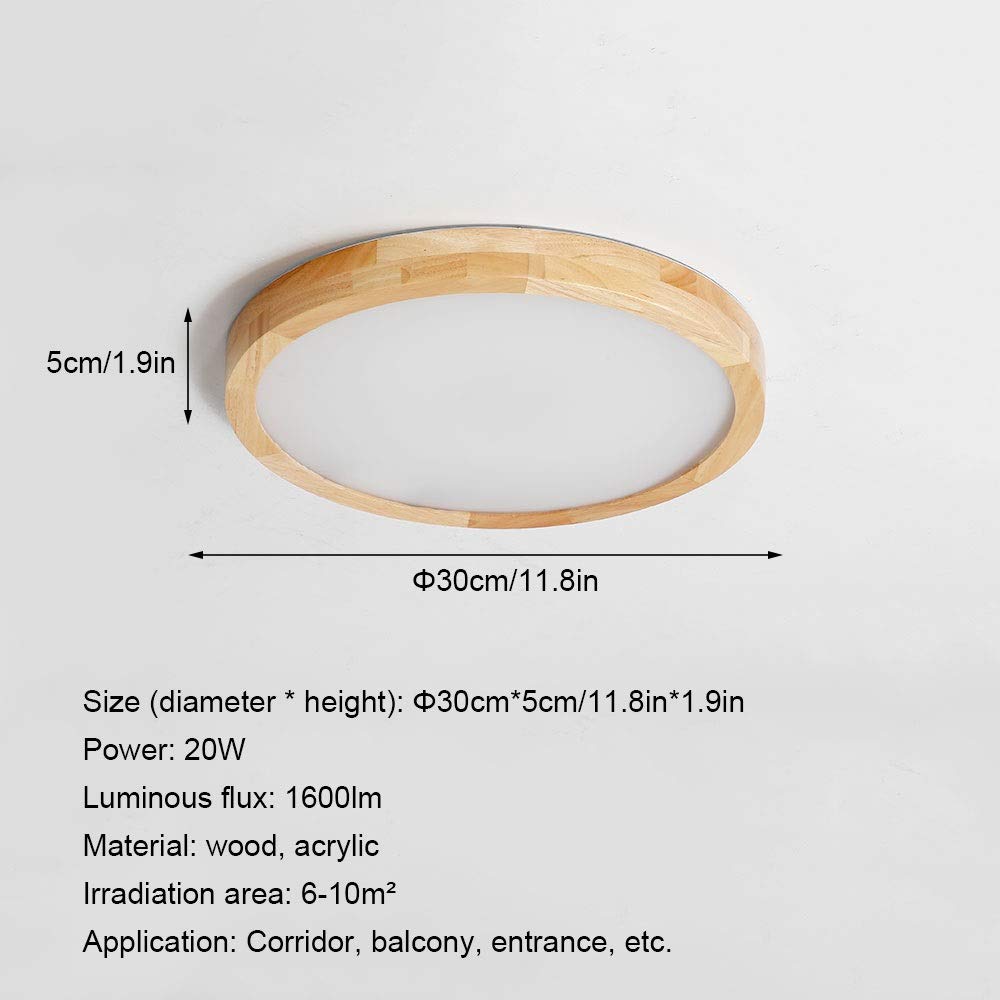 5cm/1.9in
Φ30cm/11.8in
Size (diameter * height): Φ30cm*5cm/11.8in*1.9in
Power: 20W
Luminous flux: 1600lm
Material: wood, acrylic
Irradiation area: 6-10m²
Application: Corridor, balcony, entrance, etc.